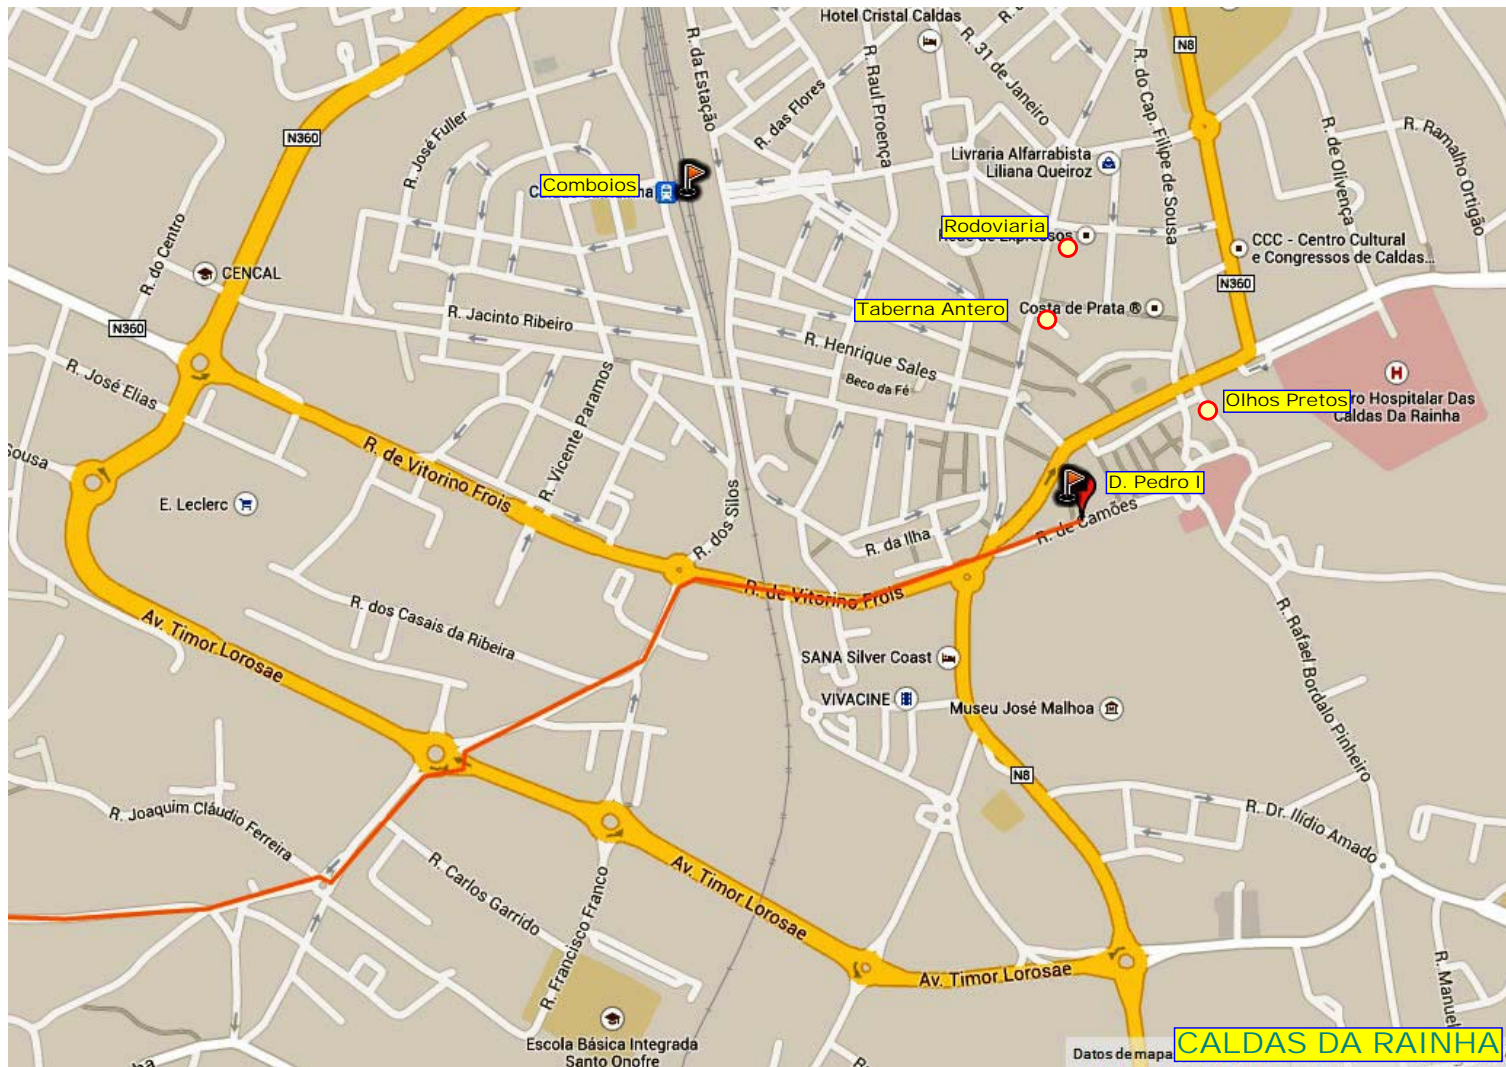 Hotel Cristal Caldas
N8
R. da Estação
R. 31 de Janeiro
R. Raul Proença
R. do Cap. Filipe de Sousa
R. das Flores
R. José Fuller
N360
R. de Olivença
R. Ramalho Ortigão
Livraria Alfarrabista
Liliana Queiroz
Comboios
Rodoviaria
R. do Centro
CENCAL
CCC - Centro Cultural
e Congressos de Caldas...
N360
N360
Taberna Antero
Costa de Prata ®
R. Jacinto Ribeiro
R. Henrique Sales
Beco da Fé
R. José Elias
R. Vicente Paramos
Olhos Pretos
Hospitalar Das
Caldas Da Rainha
Sousa
R. de Vitorino Frois
E. Leclerc
D. Pedro I
R. dos Silos
R. da Ilha
R. de Camões
R. de Vitorino Frois
R. dos Casais da Ribeira
Av. Timor Lorosae
SANA Silver Coast
VIVACINE
Museu José Malhoa
R. Rafael Bordalo Pinheiro
N8
R. Joaquim Cláudio Ferreira
R. Dr. Ilídio Amado
R. Carlos Garrido
R. Francisco Franco
Av. Timor Lorosae
Av. Timor Lorosae
R. Manuel
Escola Básica Integrada
Santo Onofre
Datos de mapa
CALDAS DA RAINHA